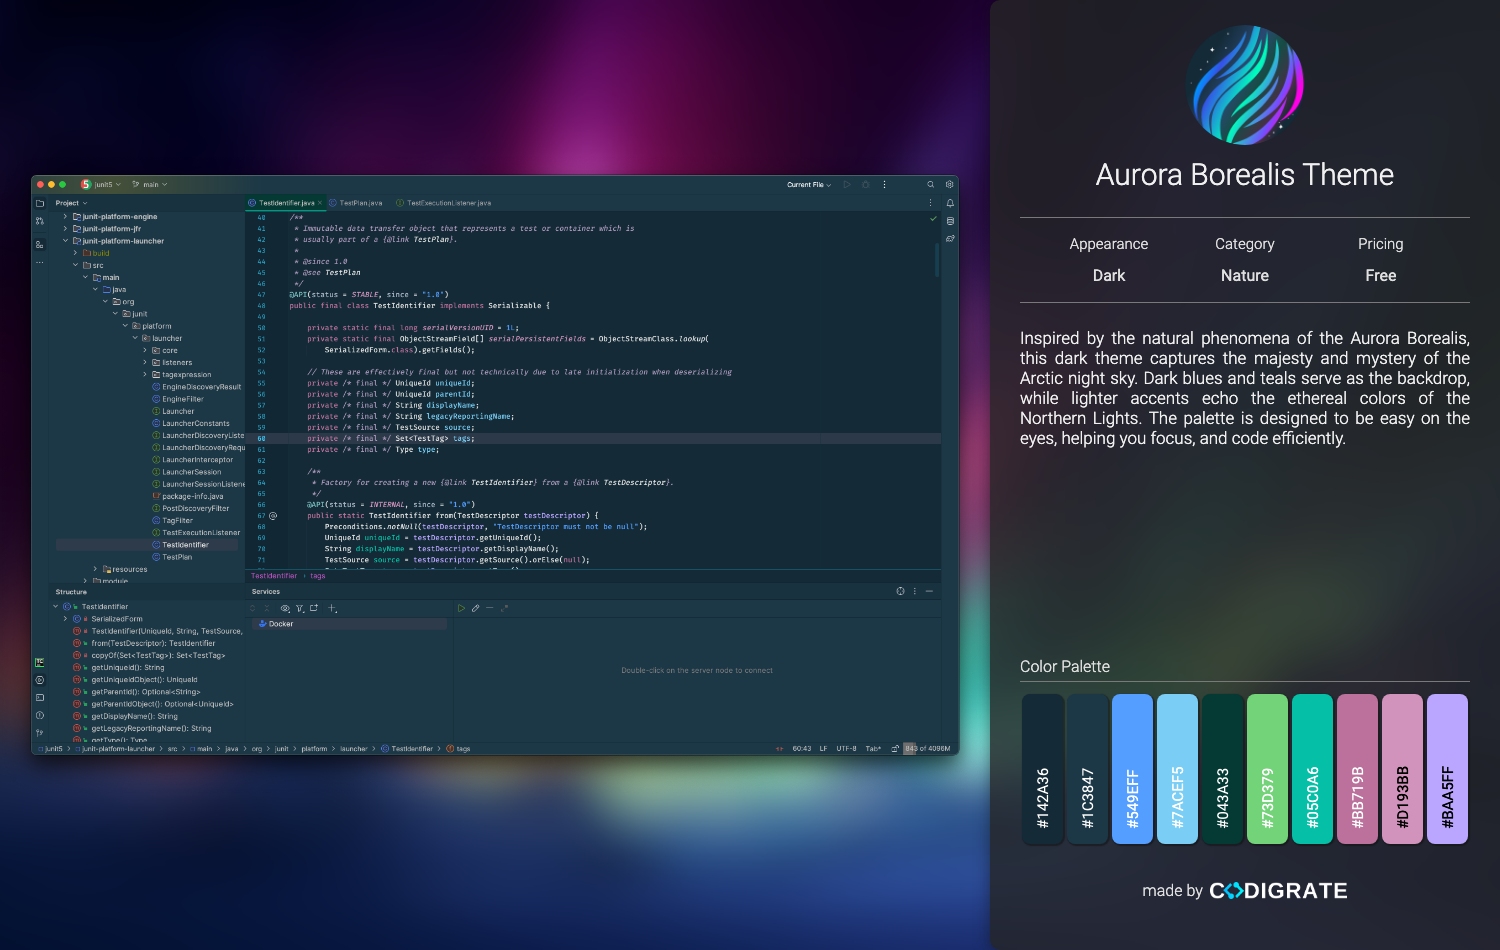 junit5
main
Current File
Project
junit-platform-engine
junit-platform-jfr
junit-platform-launcher
build
src
main
java
org
junit
platform
launcher
core
listeners
tagexpression
EngineDiscoveryResult
EngineFilter
Launcher
LauncherConstants
LauncherDiscoveryListe
LauncherDiscoveryRequ
LauncherInterceptor
LauncherSession
LauncherSessionListene
package-info.java
PostDiscoveryFilter
TagFilter
TestExecutionListener
TestIdentifier
TestPlan
resources
module
TestIdentifier.java
TestPlan.java
TestExecutionListener.java
40 /**
41 * Immutable data transfer object that represents a test or container which is
42 * usually part of a {@link TestPlan}.
43 *
44 * @since 1.0
45 * @see TestPlan
46 */
47 @API(status = STABLE, since = "1.0")
48 public final class TestIdentifier implements Serializable {
49
50 private static final long serialVersionUID = 1L;
51 private static final ObjectStreamField[] serialPersistentFields = ObjectStreamClass.lookup(
52 SerializedForm.class).getFields();
53
54 // These are effectively final but not technically due to late initialization when deserializing
55 private /* final */ UniqueId uniqueId;
56 private /* final */ UniqueId parentId;
57 private /* final */ String displayName;
58 private /* final */ String legacyReportingName;
59 private /* final */ TestSource source;
60 private /* final */ Set<TestTag> tags;
61 private /* final */ Type type;
62
63 /**
64 * Factory for creating a new {@link TestIdentifier} from a {@link TestDescriptor}.
65 */
66 @API(status = INTERNAL, since = "1.0")
67 public static TestIdentifier from(TestDescriptor testDescriptor) {
68 Preconditions.notNull(testDescriptor, "TestDescriptor must not be null");
69 UniqueId uniqueId = testDescriptor.getUniqueId();
70 String displayName = testDescriptor.getDisplayName();
71 TestSource source = testDescriptor.getSource().orElse(null);
TestIdentifier › tags
Structure
TestIdentifier
SerializedForm
TestIdentifier(UniqueId, String, TestSource,
from(TestDescriptor): TestIdentifier
copyOf(Set<TestTag>): Set<TestTag>
getUniqueId(): String
getUniqueIdObject(): UniqueId
getParentId(): Optional<String>
getParentIdObject(): Optional<UniqueId>
getDisplayName(): String
getLegacyReportingName(): String
getType(): Type
Services
Docker
Double-click on the server node to connect
junit5 > junit-platform-launcher > src > main > java > org > junit > platform > launcher > TestIdentifier > tags
60:43 LF UTF-8 Tab* 843 of 4096M
Aurora Borealis Theme
Appearance Category Pricing
Dark Nature Free
Inspired by the natural phenomena of the Aurora Borealis,
this dark theme captures the majesty and mystery of the
Arctic night sky. Dark blues and teals serve as the backdrop,
while lighter accents echo the ethereal colors of the
Northern Lights. The palette is designed to be easy on the
eyes, helping you focus, and code efficiently.
Color Palette
#142A36
#1C3847
#549EFF
#7ACEF5
#043A33
#73D379
#05C0A6
#BB719B
#D193BB
#BAA5FF
made by CODIGRATE